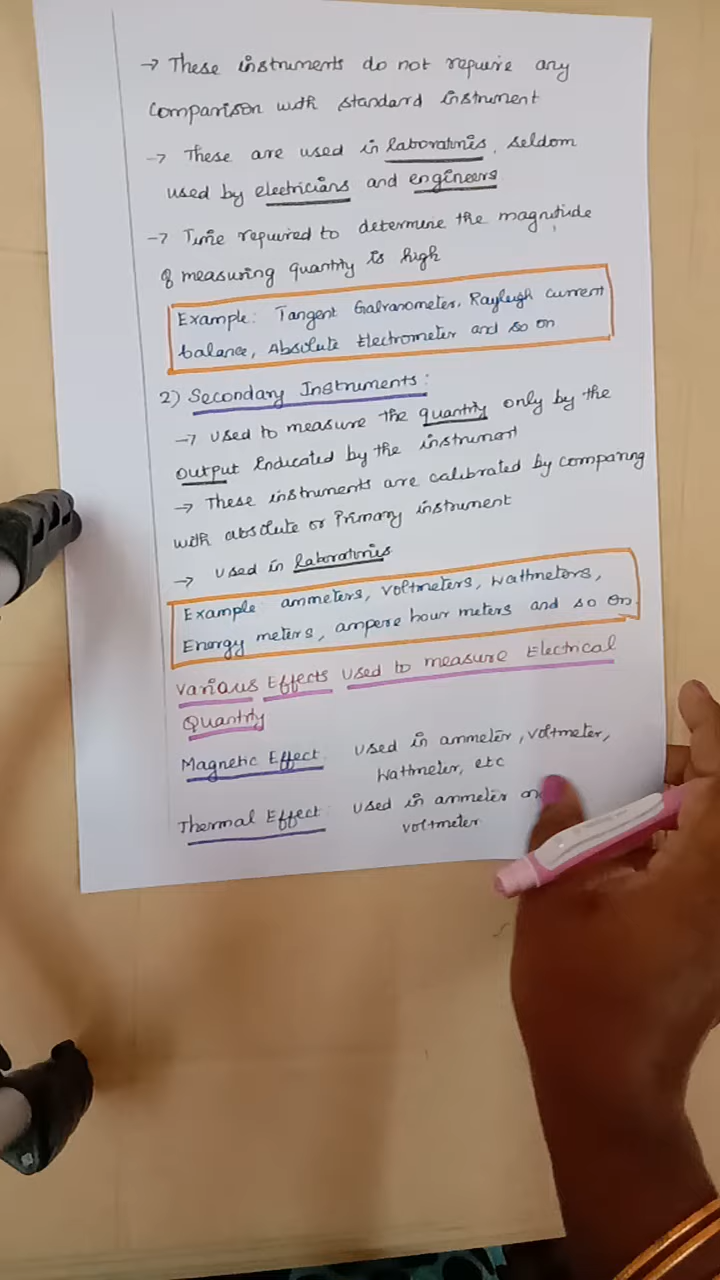 → These instruments do not require any
comparison with standard instrument
→ These are used in laboratories, seldom
used by electricians and engineers.
→ Time required to determine the magnitude
of measuring quantity is high
Example: Tangent Galvanometer, Rayleigh current
balance, Absolute Electrometer and so on
2) Secondary Instruments:
→ used to measure the quantity only by the
output indicated by the instrument
→ These instruments are calibrated by comparing
with absolute or Primary instrument
→ used in laboratories
Example: ammeters, voltmeters, wattmeters,
Energy meters, ampere hour meters and so on.
Various Effects used to measure Electrical
Quantity
Magnetic Effect: used in ammeter, voltmeter,
wattmeter, etc
Thermal Effect: used in ammeter
voltmeter